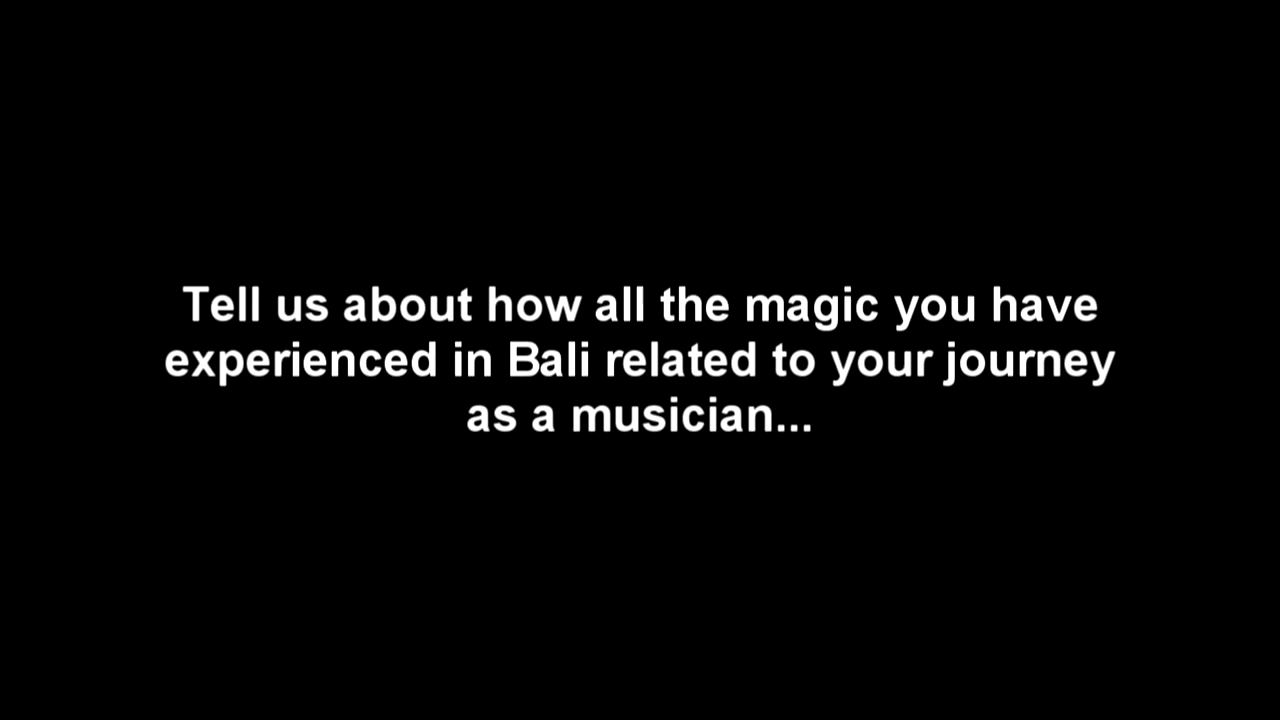 Tell us about how all the magic you have
experienced in Bali related to your journey
as a musician...